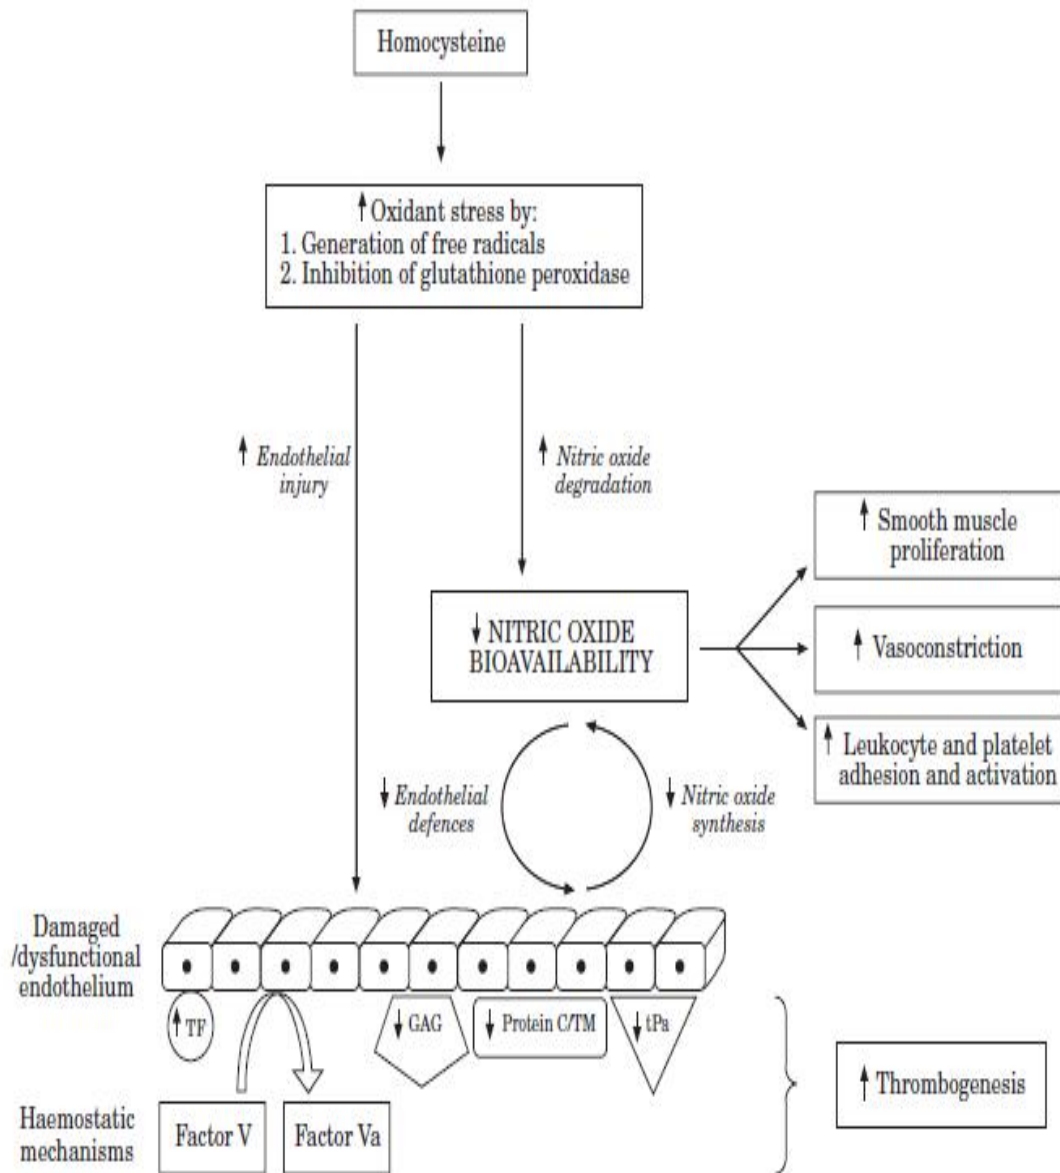 Homocysteine
↑ Oxidant stress by:
1. Generation of free radicals
2. Inhibition of glutathione peroxidase
↑ Endothelial
injury
↑ Nitric oxide
degradation
↓ NITRIC OXIDE
BIOAVAILABILITY
↑ Smooth muscle
proliferation
↑ Vasoconstriction
↑ Leukocyte and platelet
adhesion and activation
↓ Endothelial
defences
↓ Nitric oxide
synthesis
Damaged
/dysfunctional
endothelium
↑ TF
↓ GAG
↓ Protein C/TM
↓ tPa
Haemostatic
mechanisms
Factor V
Factor Va
↑ Thrombogenesis